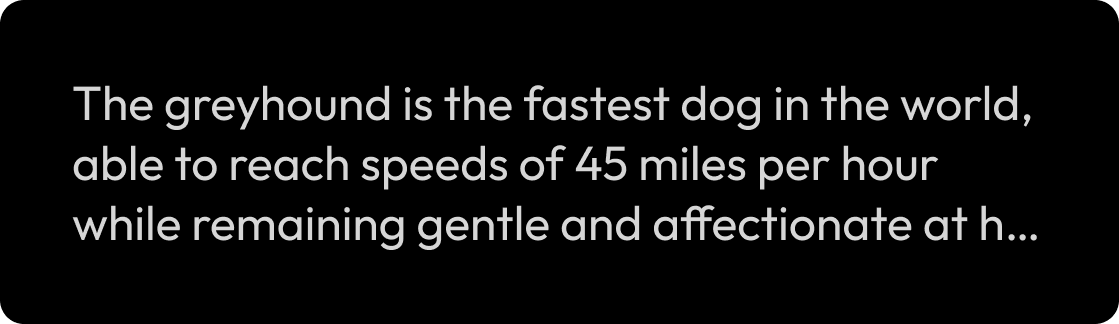 The greyhound is the fastest dog in the world,
able to reach speeds of 45 miles per hour
while remaining gentle and affectionate at h...